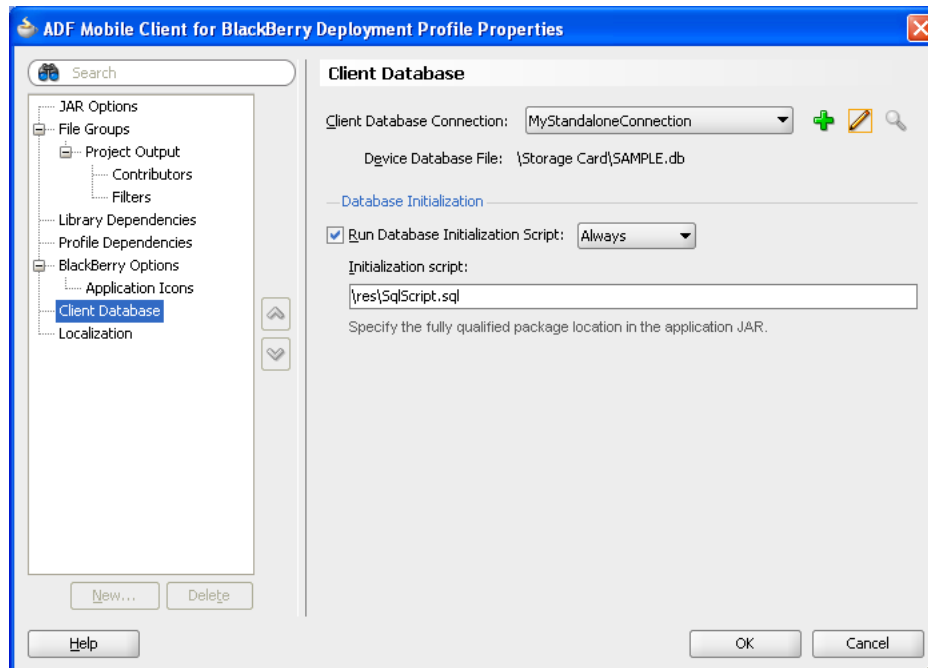 ADF Mobile Client for BlackBerry Deployment Profile Properties
Search
JAR Options
File Groups
Project Output
Contributors
Filters
Library Dependencies
Profile Dependencies
BlackBerry Options
Application Icons
Client Database
Localization
New...
Delete
Client Database
Client Database Connection: MyStandaloneConnection
Device Database File: \Storage Card\SAMPLE.db
Database Initialization
Run Database Initialization Script: Always
Initialization script:
\res\SqlScript.sql
Specify the fully qualified package location in the application JAR.
Help
OK
Cancel